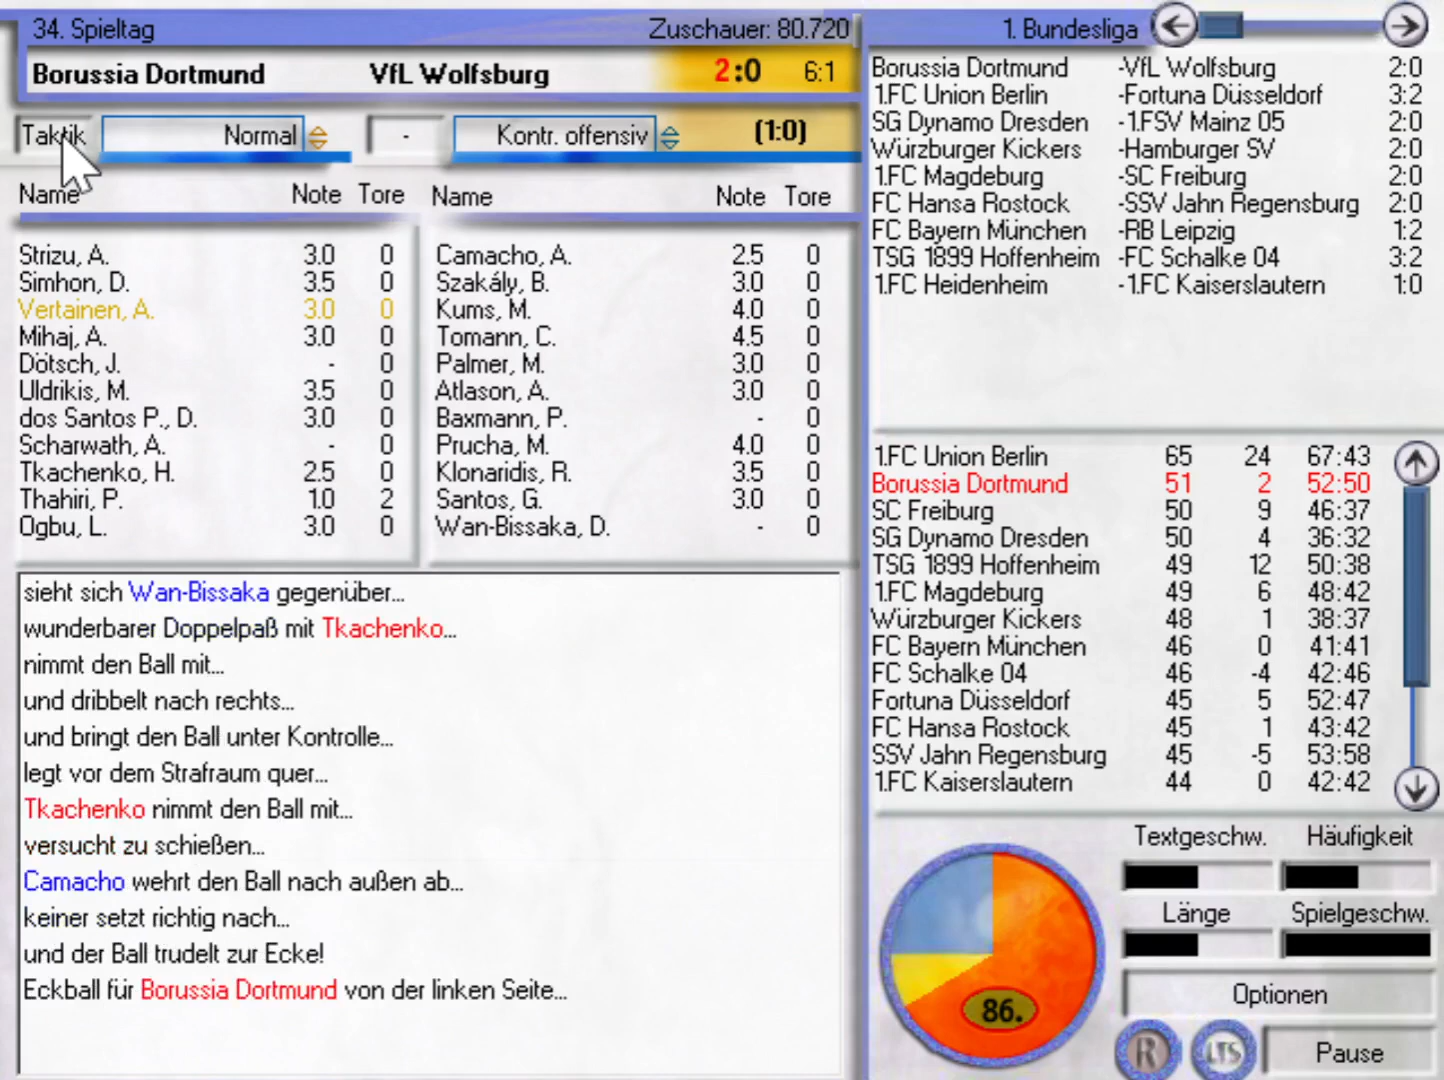 34. Spieltag Zuschauer: 80.720
Borussia Dortmund VfL Wolfsburg 2:0 6:1
Taktik Normal - Kontr. offensiv (1:0)
Name Note Tore Name Note Tore
Strizu, A. 3.0 0 Camacho, A. 2.5 0
Simhon, D. 3.5 0 Szakály, B. 3.0 0
Vertainen, A. 3.0 0 Kums, M. 4.0 0
Mihaj, A. 3.0 0 Tomann, C. 4.5 0
Dötsch, J. - 0 Palmer, M. 3.0 0
Uldrikis, M. 3.5 0 Atlason, A. 3.0 0
dos Santos P., D. 3.0 0 Baxmann, P. - 0
Scharwath, A. - 0 Prucha, M. 4.0 0
Tkachenko, H. 2.5 0 Klonaridis, R. 3.5 0
Thahiri, P. 1.0 2 Santos, G. 3.0 0
Ogbu, L. 3.0 0 Wan-Bissaka, D. - 0
sieht sich Wan-Bissaka gegenüber...
wunderbarer Doppelpaß mit Tkachenko...
nimmt den Ball mit...
und dribbelt nach rechts...
und bringt den Ball unter Kontrolle...
legt vor dem Strafraum quer...
Tkachenko nimmt den Ball mit...
versucht zu schießen...
Camacho wehrt den Ball nach außen ab...
keiner setzt richtig nach...
und der Ball trudelt zur Ecke!
Eckball für Borussia Dortmund von der linken Seite...
1. Bundesliga
Borussia Dortmund -VfL Wolfsburg 2:0
1.FC Union Berlin -Fortuna Düsseldorf 3:2
SG Dynamo Dresden -1.FSV Mainz 05 2:0
Würzburger Kickers -Hamburger SV 2:0
1.FC Magdeburg -SC Freiburg 2:0
FC Hansa Rostock -SSV Jahn Regensburg 2:0
FC Bayern München -RB Leipzig 1:2
TSG 1899 Hoffenheim -FC Schalke 04 3:2
1.FC Heidenheim -1.FC Kaiserslautern 1:0
1.FC Union Berlin 65 24 67:43
Borussia Dortmund 51 2 52:50
SC Freiburg 50 9 46:37
SG Dynamo Dresden 50 4 36:32
TSG 1899 Hoffenheim 49 12 50:38
1.FC Magdeburg 49 6 48:42
Würzburger Kickers 48 1 38:37
FC Bayern München 46 0 41:41
FC Schalke 04 46 -4 42:46
Fortuna Düsseldorf 45 5 52:47
FC Hansa Rostock 45 1 43:42
SSV Jahn Regensburg 45 -5 53:58
1.FC Kaiserslautern 44 0 42:42
Textgeschw. Häufigkeit
Länge Spielgeschw.
86.
Optionen
R LTS Pause